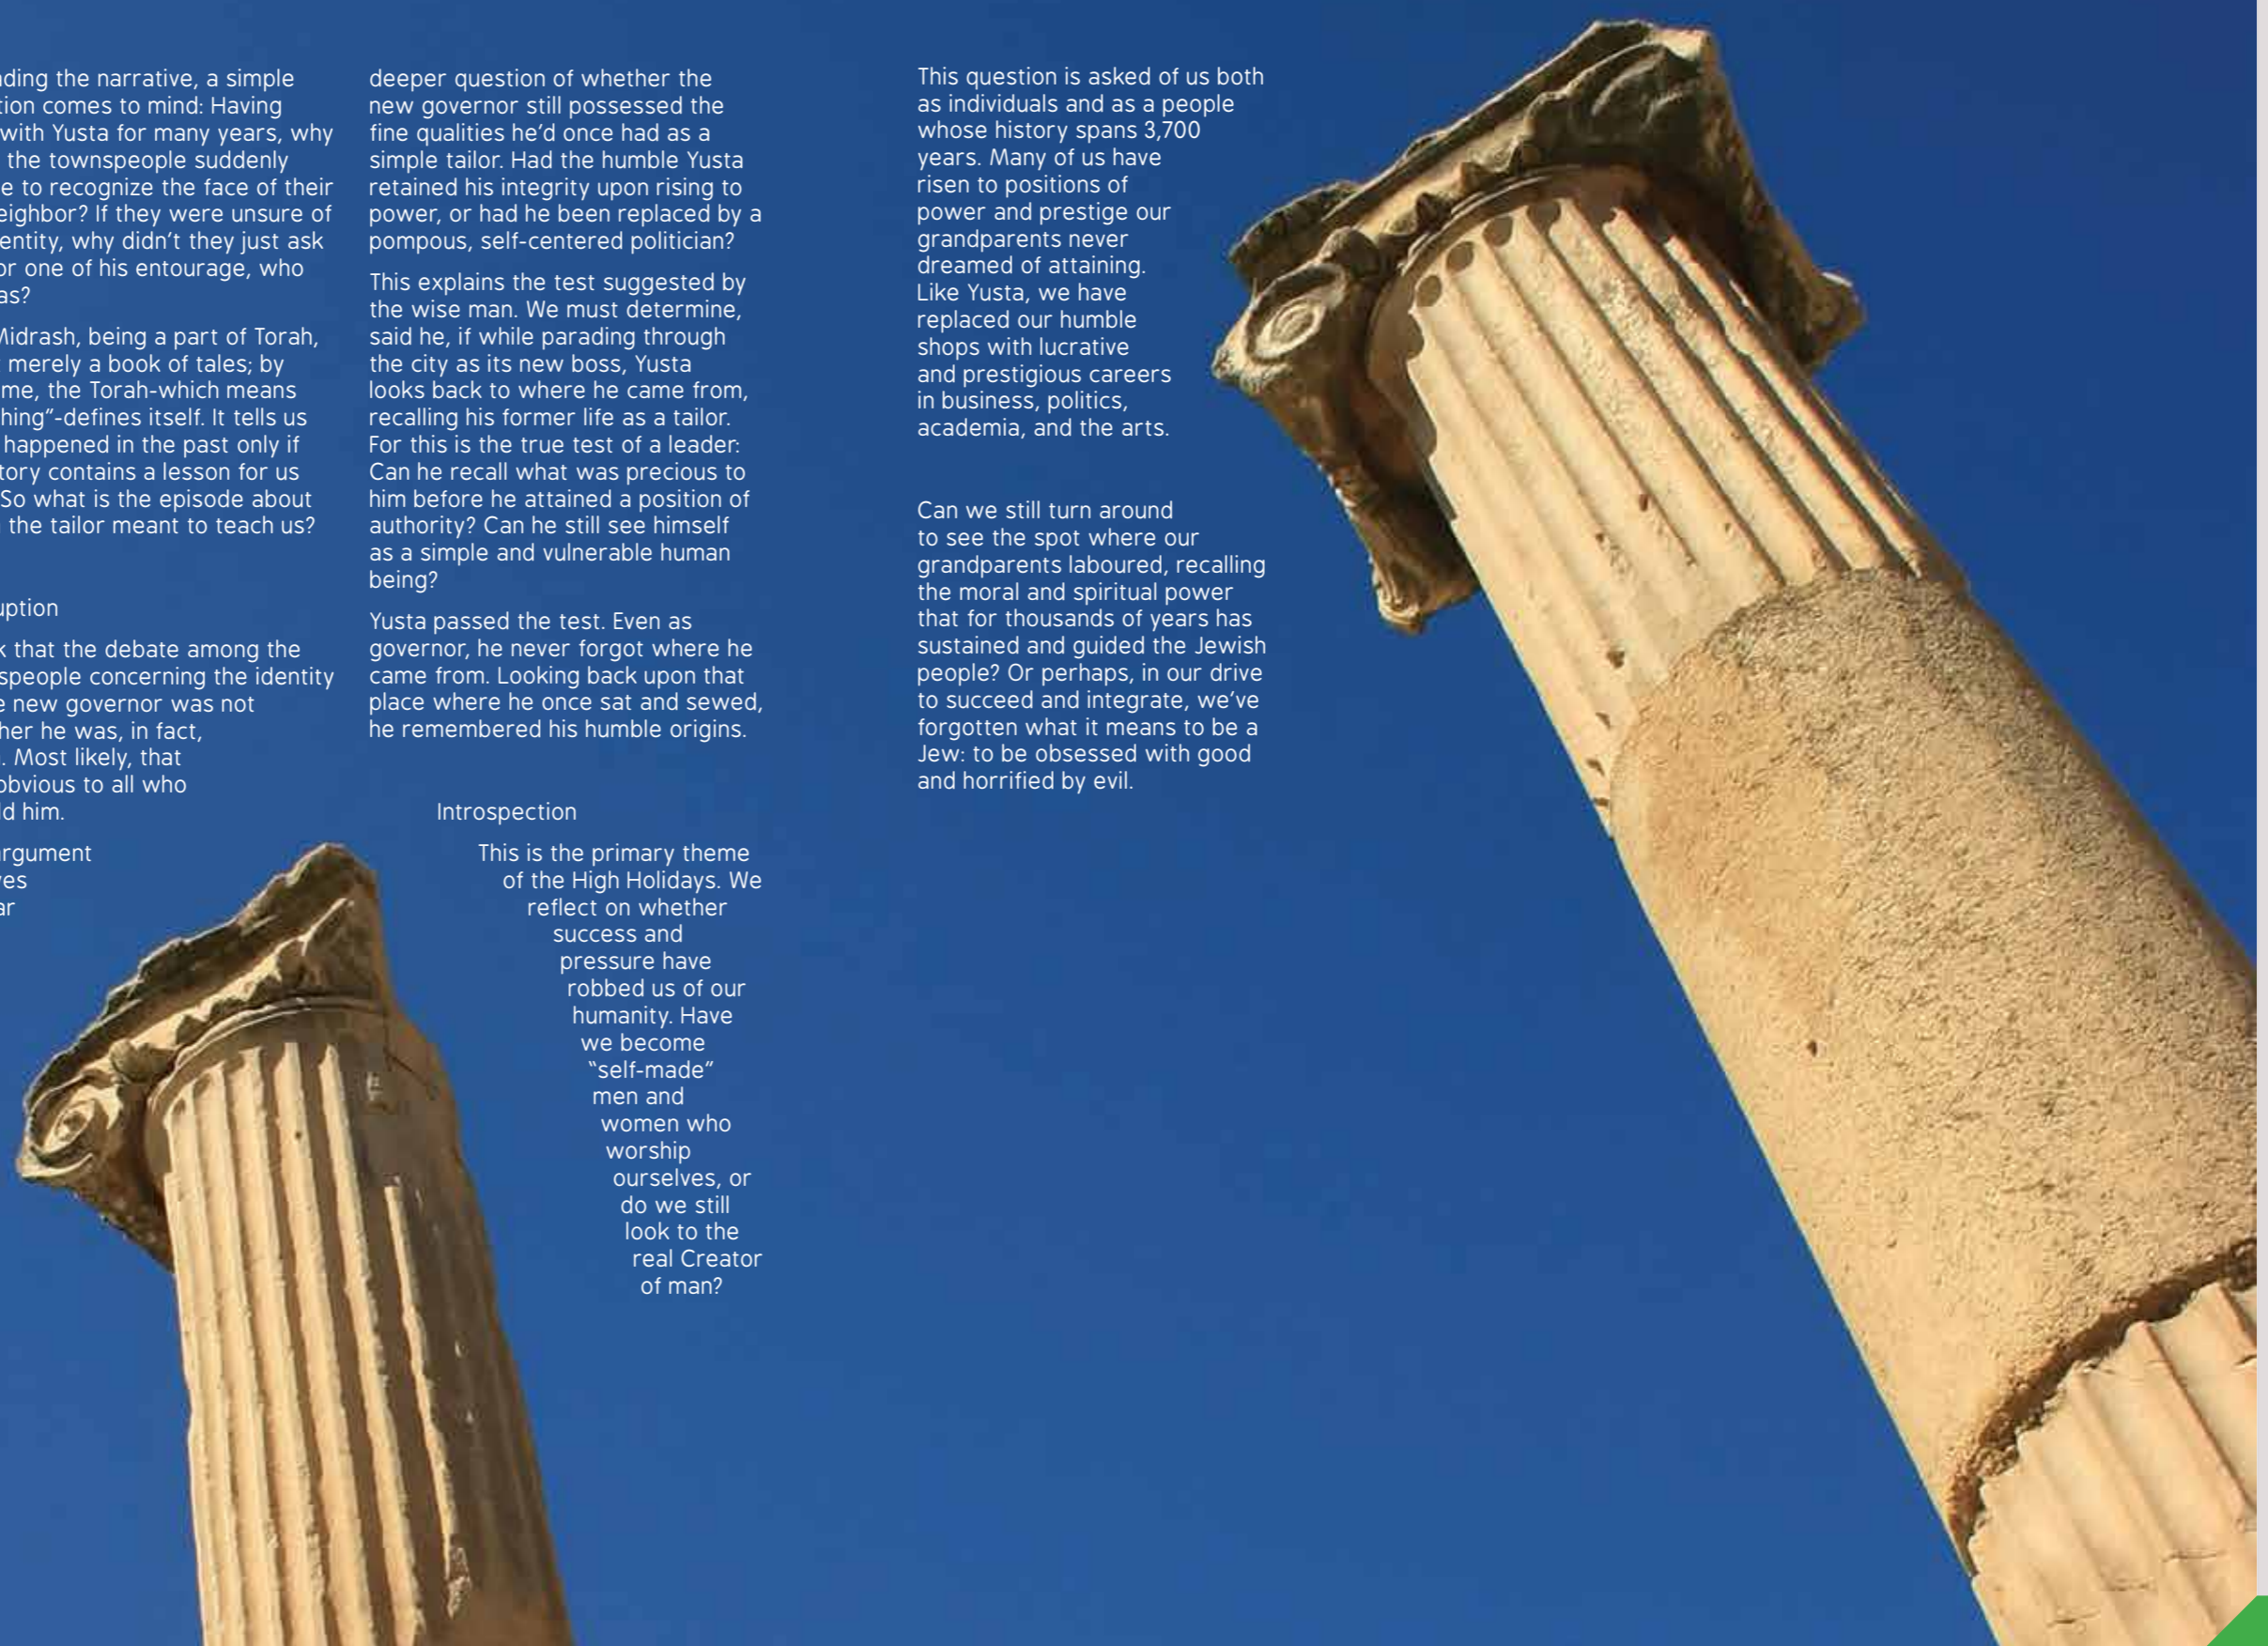 ding the narrative, a simple
tion comes to mind: Having
with Yusta for many years, why
the townspeople suddenly
e to recognize the face of their
eighbor? If they were unsure of
entity, why didn’t they just ask
or one of his entourage, who
as?
Midrash, being a part of Torah,
merely a book of tales; by
me, the Torah-which means
hing”-defines itself. It tells us
happened in the past only if
tory contains a lesson for us
So what is the episode about
the tailor meant to teach us?
uption
k that the debate among the
speople concerning the identity
e new governor was not
her he was, in fact,
. Most likely, that
obvious to all who
ld him.
argument
ves
ar
deeper question of whether the
new governor still possessed the
fine qualities he’d once had as a
simple tailor. Had the humble Yusta
retained his integrity upon rising to
power, or had he been replaced by a
pompous, self-centered politician?
This explains the test suggested by
the wise man. We must determine,
said he, if while parading through
the city as its new boss, Yusta
looks back to where he came from,
recalling his former life as a tailor.
For this is the true test of a leader:
Can he recall what was precious to
him before he attained a position of
authority? Can he still see himself
as a simple and vulnerable human
being?
Yusta passed the test. Even as
governor, he never forgot where he
came from. Looking back upon that
place where he once sat and sewed,
he remembered his humble origins.
Introspection
This is the primary theme
of the High Holidays. We
reflect on whether
success and
pressure have
robbed us of our
humanity. Have
we become
“self-made”
men and
women who
worship
ourselves, or
do we still
look to the
real Creator
of man?
This question is asked of us both
as individuals and as a people
whose history spans 3,700
years. Many of us have
risen to positions of
power and prestige our
grandparents never
dreamed of attaining.
Like Yusta, we have
replaced our humble
shops with lucrative
and prestigious careers
in business, politics,
academia, and the arts.
Can we still turn around
to see the spot where our
grandparents laboured, recalling
the moral and spiritual power
that for thousands of years has
sustained and guided the Jewish
people? Or perhaps, in our drive
to succeed and integrate, we’ve
forgotten what it means to be a
Jew: to be obsessed with good
and horrified by evil.